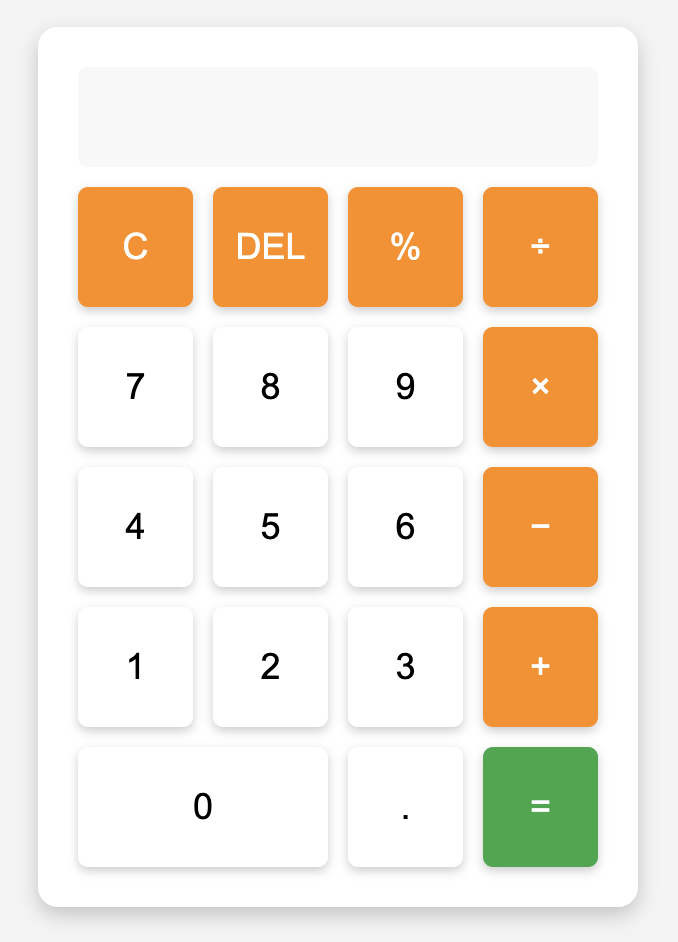 C DEL % ÷
7 8 9 ×
4 5 6 −
1 2 3 +
0 . =